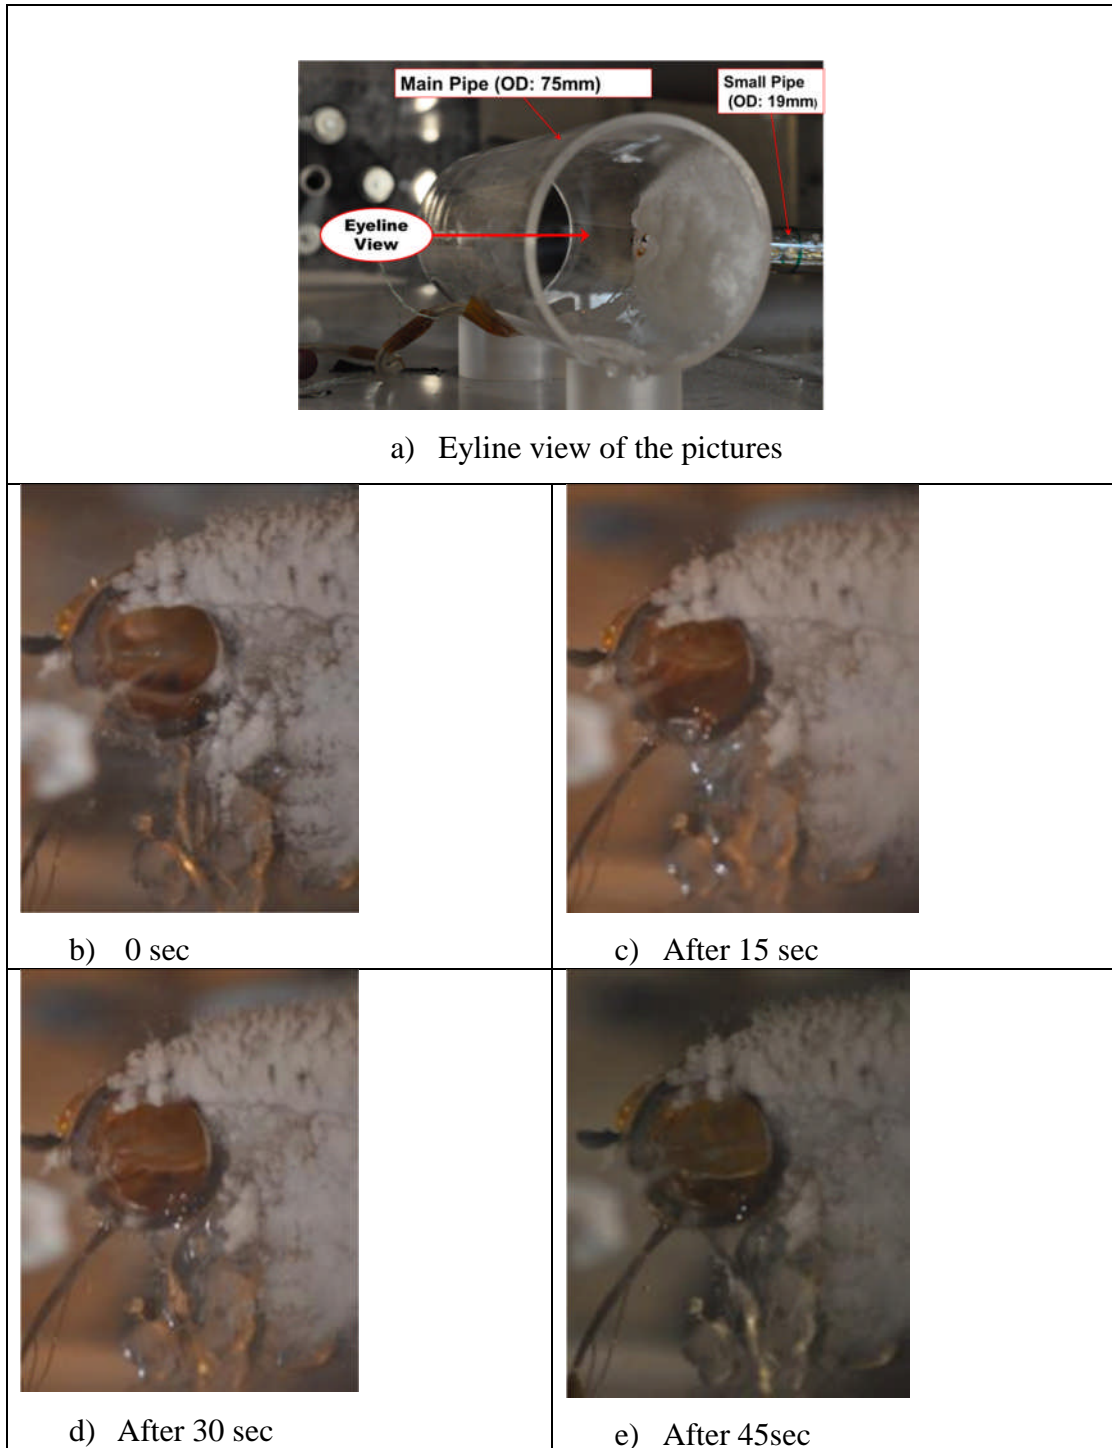 Main Pipe (OD: 75mm)
Small Pipe
(OD: 19mm)
Eyeline
View
a) Eyline view of the pictures
b) 0 sec
c) After 15 sec
d) After 30 sec
e) After 45sec